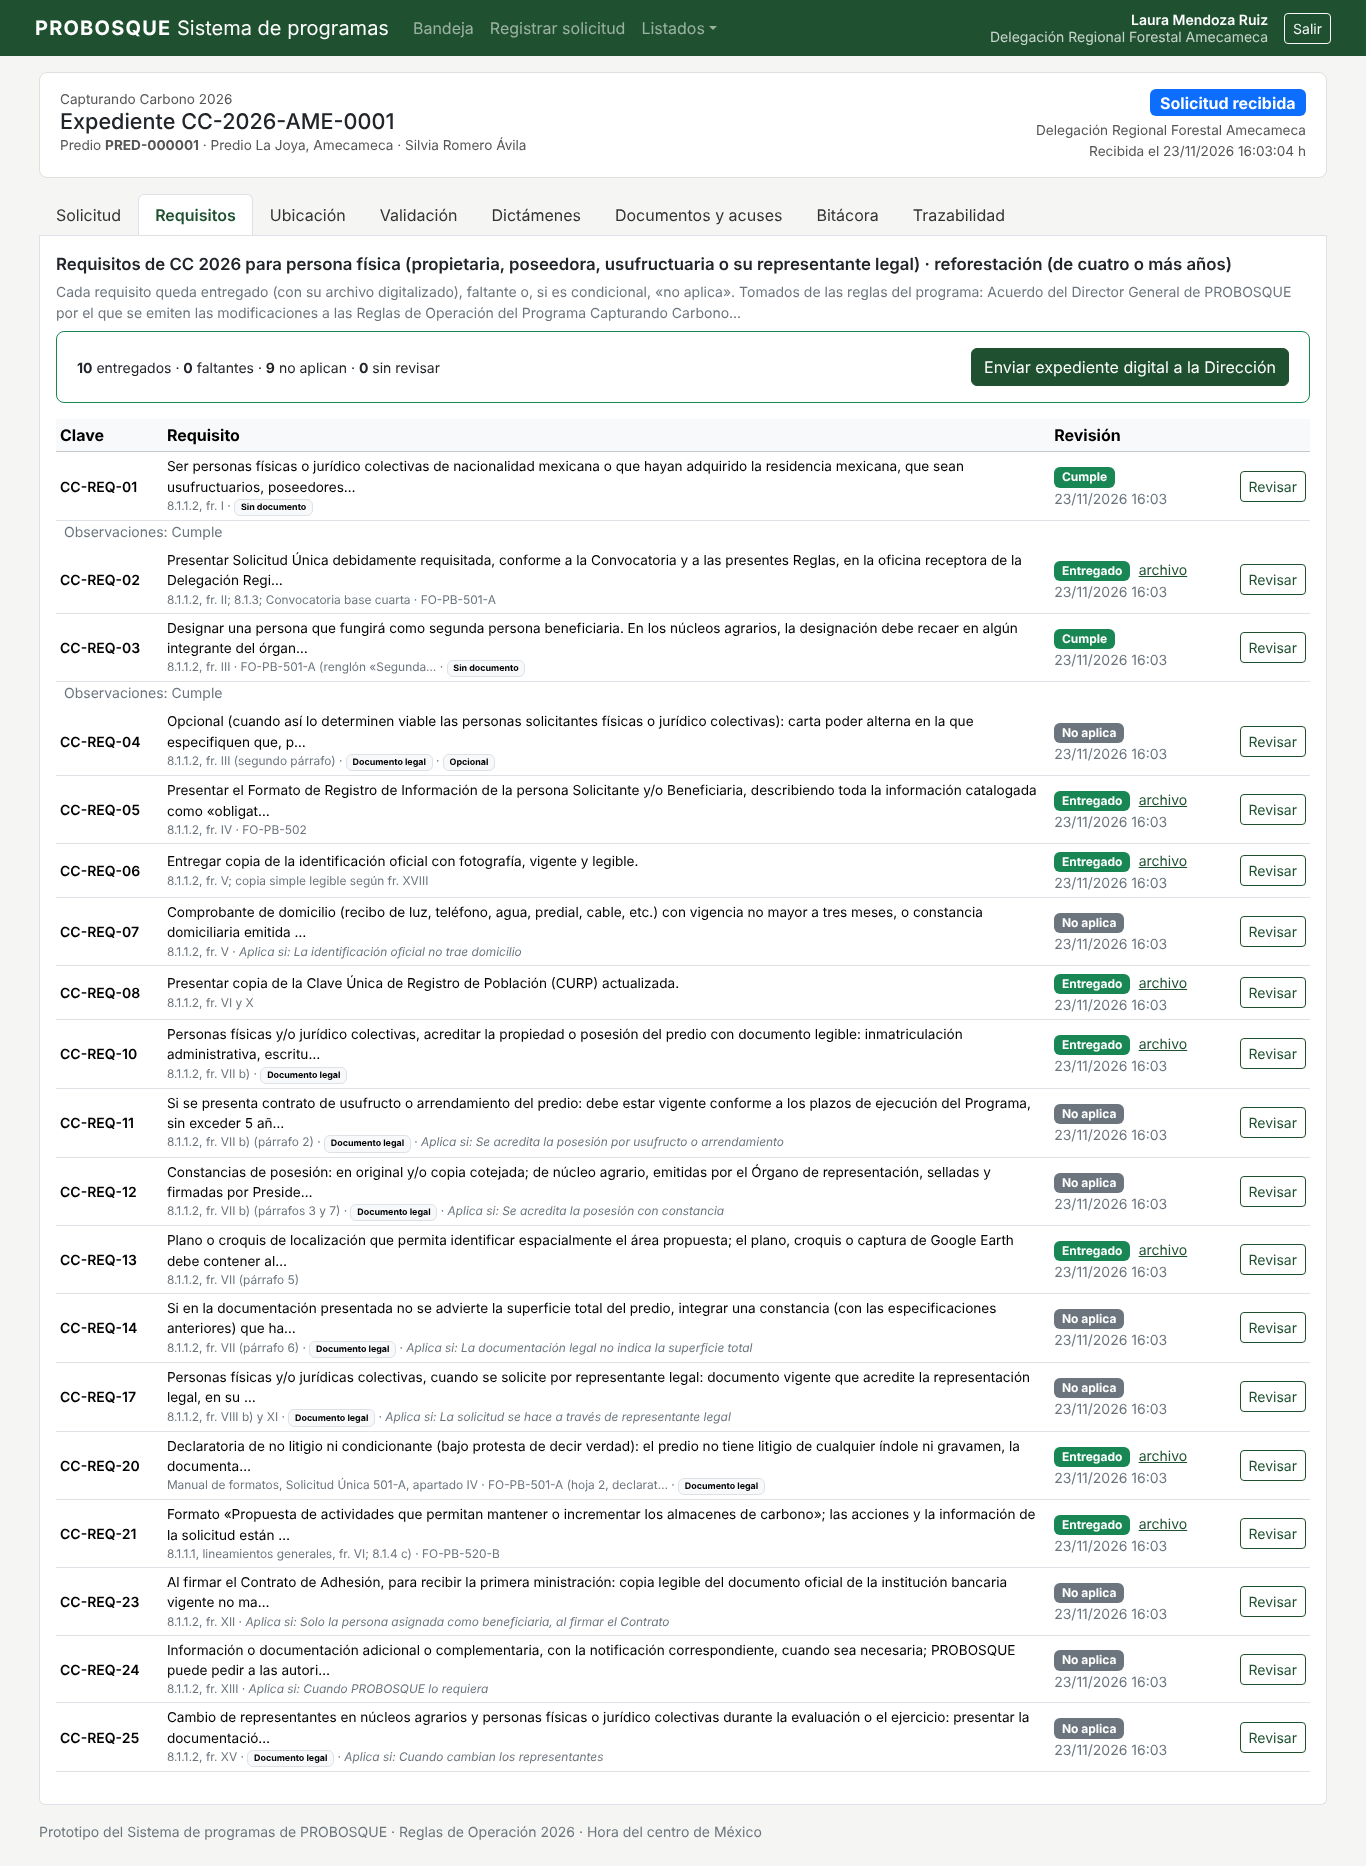 PROBOSQUE Sistema de programas Bandeja Registrar solicitud Listados
Laura Mendoza Ruiz
Delegación Regional Forestal Amecameca
Salir
Capturando Carbono 2026
Expediente CC-2026-AME-0001
Predio PRED-000001 · Predio La Joya, Amecameca · Silvia Romero Ávila
Solicitud recibida
Delegación Regional Forestal Amecameca
Recibida el 23/11/2026 16:03:04 h
Solicitud Requisitos Ubicación Validación Dictámenes Documentos y acuses Bitácora Trazabilidad
Requisitos de CC 2026 para persona física (propietaria, poseedora, usufructuaria o su representante legal) · reforestación (de cuatro o más años)
Cada requisito queda entregado (con su archivo digitalizado), faltante o, si es condicional, «no aplica». Tomados de las reglas del programa: Acuerdo del Director General de PROBOSQUE
por el que se emiten las modificaciones a las Reglas de Operación del Programa Capturando Carbono...
10 entregados · 0 faltantes · 9 no aplican · 0 sin revisar
Enviar expediente digital a la Dirección
Clave Requisito Revisión
CC-REQ-01
Ser personas físicas o jurídico colectivas de nacionalidad mexicana o que hayan adquirido la residencia mexicana, que sean
usufructuarios, poseedores...
8.1.1.2, fr. I · Sin documento
Cumple
23/11/2026 16:03
Revisar
Observaciones: Cumple
CC-REQ-02
Presentar Solicitud Única debidamente requisitada, conforme a la Convocatoria y a las presentes Reglas, en la oficina receptora de la
Delegación Regi...
8.1.1.2, fr. II; 8.1.3; Convocatoria base cuarta · FO-PB-501-A
Entregado archivo
23/11/2026 16:03
Revisar
CC-REQ-03
Designar una persona que fungirá como segunda persona beneficiaria. En los núcleos agrarios, la designación debe recaer en algún
integrante del órgan...
8.1.1.2, fr. III · FO-PB-501-A (renglón «Segunda... · Sin documento
Cumple
23/11/2026 16:03
Revisar
Observaciones: Cumple
CC-REQ-04
Opcional (cuando así lo determinen viable las personas solicitantes físicas o jurídico colectivas): carta poder alterna en la que
especifiquen que, p...
8.1.1.2, fr. III (segundo párrafo) · Documento legal · Opcional
No aplica
23/11/2026 16:03
Revisar
CC-REQ-05
Presentar el Formato de Registro de Información de la persona Solicitante y/o Beneficiaria, describiendo toda la información catalogada
como «obligat...
8.1.1.2, fr. IV · FO-PB-502
Entregado archivo
23/11/2026 16:03
Revisar
CC-REQ-06
Entregar copia de la identificación oficial con fotografía, vigente y legible.
8.1.1.2, fr. V; copia simple legible según fr. XVIII
Entregado archivo
23/11/2026 16:03
Revisar
CC-REQ-07
Comprobante de domicilio (recibo de luz, teléfono, agua, predial, cable, etc.) con vigencia no mayor a tres meses, o constancia
domiciliaria emitida ...
8.1.1.2, fr. V · Aplica si: La identificación oficial no trae domicilio
No aplica
23/11/2026 16:03
Revisar
CC-REQ-08
Presentar copia de la Clave Única de Registro de Población (CURP) actualizada.
8.1.1.2, fr. VI y X
Entregado archivo
23/11/2026 16:03
Revisar
CC-REQ-10
Personas físicas y/o jurídico colectivas, acreditar la propiedad o posesión del predio con documento legible: inmatriculación
administrativa, escritu...
8.1.1.2, fr. VII b) · Documento legal
Entregado archivo
23/11/2026 16:03
Revisar
CC-REQ-11
Si se presenta contrato de usufructo o arrendamiento del predio: debe estar vigente conforme a los plazos de ejecución del Programa,
sin exceder 5 añ...
8.1.1.2, fr. VII b) (párrafo 2) · Documento legal · Aplica si: Se acredita la posesión por usufructo o arrendamiento
No aplica
23/11/2026 16:03
Revisar
CC-REQ-12
Constancias de posesión: en original y/o copia cotejada; de núcleo agrario, emitidas por el Órgano de representación, selladas y
firmadas por Preside...
8.1.1.2, fr. VII b) (párrafos 3 y 7) · Documento legal · Aplica si: Se acredita la posesión con constancia
No aplica
23/11/2026 16:03
Revisar
CC-REQ-13
Plano o croquis de localización que permita identificar espacialmente el área propuesta; el plano, croquis o captura de Google Earth
debe contener al...
8.1.1.2, fr. VII (párrafo 5)
Entregado archivo
23/11/2026 16:03
Revisar
CC-REQ-14
Si en la documentación presentada no se advierte la superficie total del predio, integrar una constancia (con las especificaciones
anteriores) que ha...
8.1.1.2, fr. VII (párrafo 6) · Documento legal · Aplica si: La documentación legal no indica la superficie total
No aplica
23/11/2026 16:03
Revisar
CC-REQ-17
Personas físicas y/o jurídicas colectivas, cuando se solicite por representante legal: documento vigente que acredite la representación
legal, en su ...
8.1.1.2, fr. VIII b) y XI · Documento legal · Aplica si: La solicitud se hace a través de representante legal
No aplica
23/11/2026 16:03
Revisar
CC-REQ-20
Declaratoria de no litigio ni condicionante (bajo protesta de decir verdad): el predio no tiene litigio de cualquier índole ni gravamen, la
documenta...
Manual de formatos, Solicitud Única 501-A, apartado IV · FO-PB-501-A (hoja 2, declarat... · Documento legal
Entregado archivo
23/11/2026 16:03
Revisar
CC-REQ-21
Formato «Propuesta de actividades que permitan mantener o incrementar los almacenes de carbono»; las acciones y la información de
la solicitud están ...
8.1.1.1, lineamientos generales, fr. VI; 8.1.4 c) · FO-PB-520-B
Entregado archivo
23/11/2026 16:03
Revisar
CC-REQ-23
Al firmar el Contrato de Adhesión, para recibir la primera ministración: copia legible del documento oficial de la institución bancaria
vigente no ma...
8.1.1.2, fr. XII · Aplica si: Solo la persona asignada como beneficiaria, al firmar el Contrato
No aplica
23/11/2026 16:03
Revisar
CC-REQ-24
Información o documentación adicional o complementaria, con la notificación correspondiente, cuando sea necesaria; PROBOSQUE
puede pedir a las autori...
8.1.1.2, fr. XIII · Aplica si: Cuando PROBOSQUE lo requiera
No aplica
23/11/2026 16:03
Revisar
CC-REQ-25
Cambio de representantes en núcleos agrarios y personas físicas o jurídico colectivas durante la evaluación o el ejercicio: presentar la
documentació...
8.1.1.2, fr. XV · Documento legal · Aplica si: Cuando cambian los representantes
No aplica
23/11/2026 16:03
Revisar
Prototipo del Sistema de programas de PROBOSQUE · Reglas de Operación 2026 · Hora del centro de México